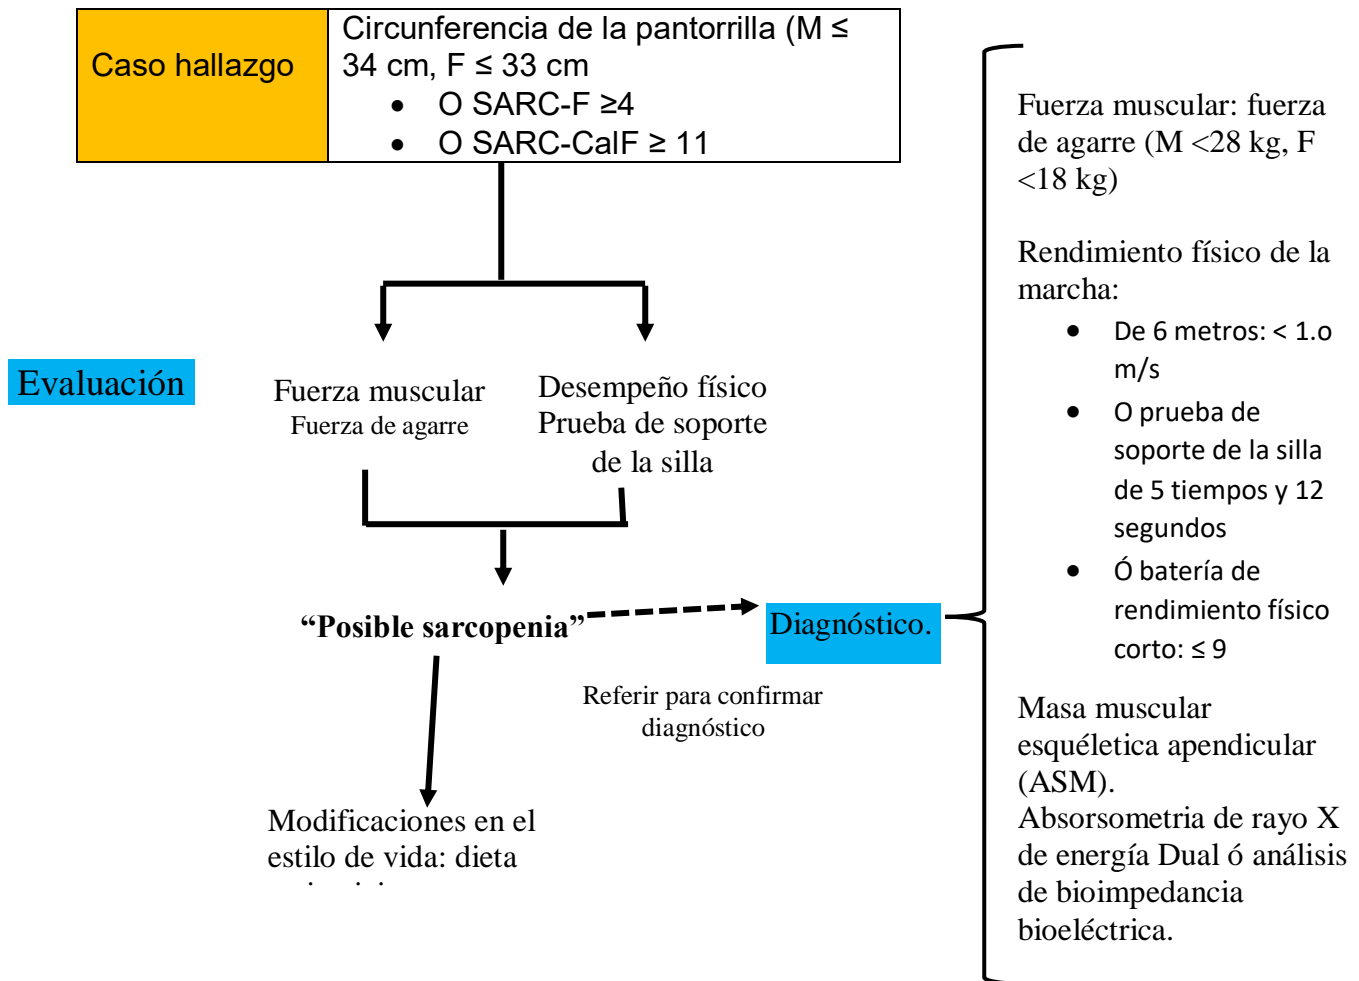 Caso hallazgo
Circunferencia de la pantorrilla (M ≤
34 cm, F ≤ 33 cm
• O SARC-F ≥4
• O SARC-CalF ≥ 11
Evaluación
Fuerza muscular
Fuerza de agarre
Desempeño físico
Prueba de soporte
de la silla
“Posible sarcopenia”
Diagnóstico.
Referir para confirmar
diagnóstico
Modificaciones en el
estilo de vida: dieta
Fuerza muscular: fuerza
de agarre (M <28 kg, F
<18 kg)
Rendimiento físico de la
marcha:
• De 6 metros: < 1.o
m/s
• O prueba de
soporte de la silla
de 5 tiempos y 12
segundos
• Ó batería de
rendimiento físico
corto: ≤ 9
Masa muscular
esquéletica apendicular
(ASM).
Absorsometria de rayo X
de energía Dual ó análisis
de bioimpedancia
bioeléctrica.